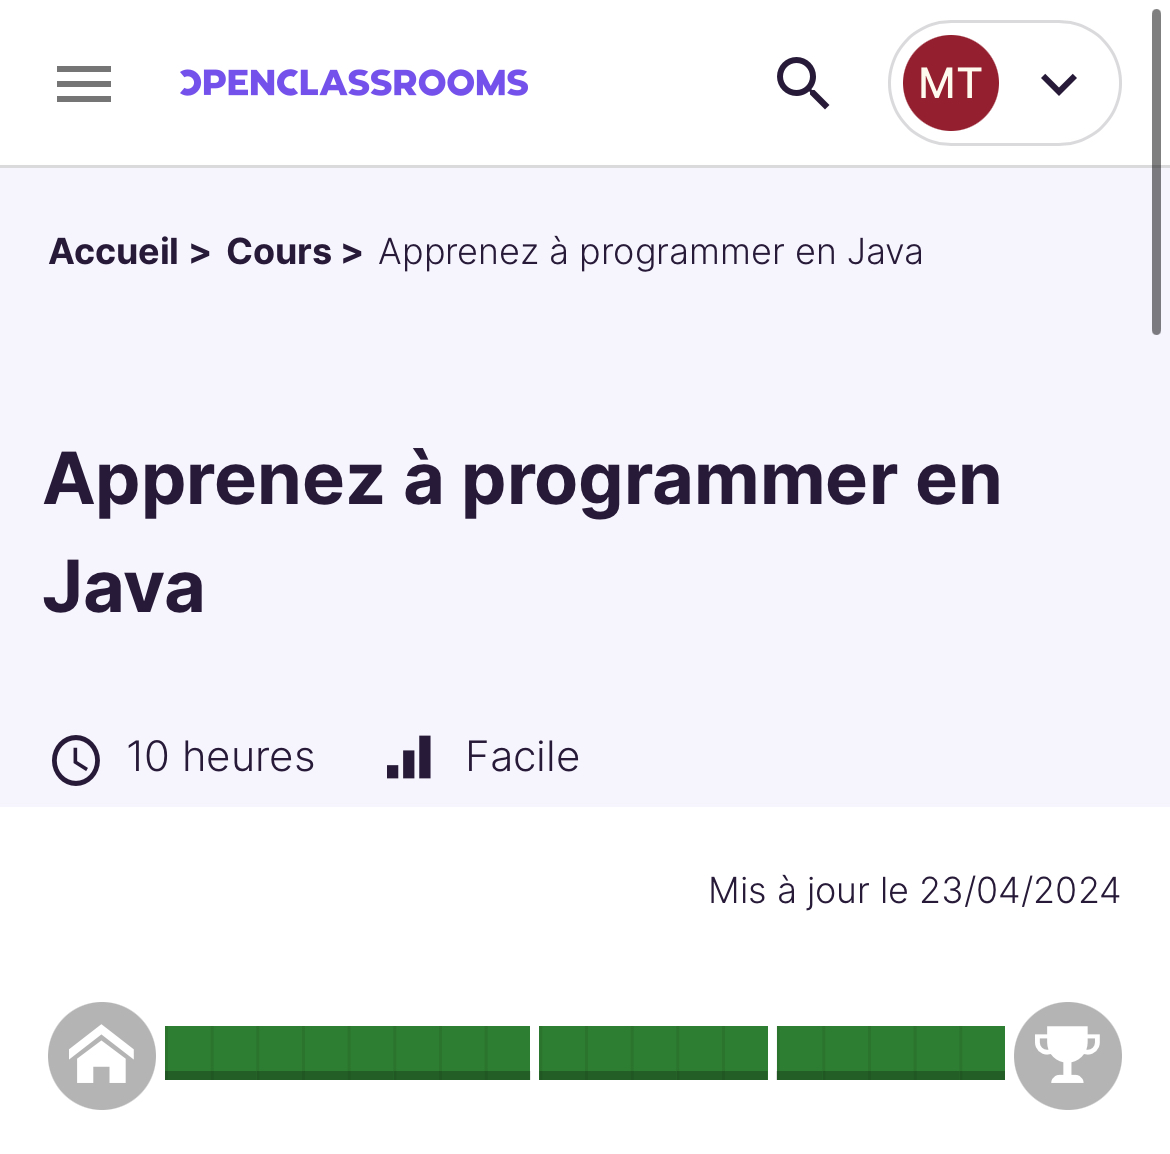 OPENCLASSROOMS
MT
Accueil > Cours > Apprenez à programmer en Java
Apprenez à programmer en
Java
10 heures Facile
Mis à jour le 23/04/2024